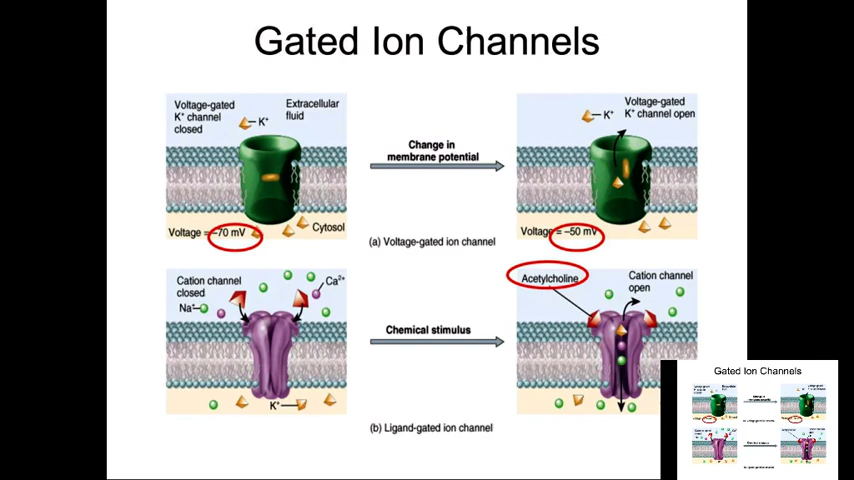 Gated Ion Channels
Voltage-gated
K⁺ channel
closed
K⁺
Extracellular
fluid
Voltage = –70 mV
Cytosol
Change in
membrane potential
K⁺
Voltage-gated
K⁺ channel open
Voltage = –50 mV
(a) Voltage-gated ion channel
Cation channel
closed
Na⁺
Ca²⁺
K⁺
Chemical stimulus
Acetylcholine
Cation channel
open
(b) Ligand-gated ion channel
Gated Ion Channels